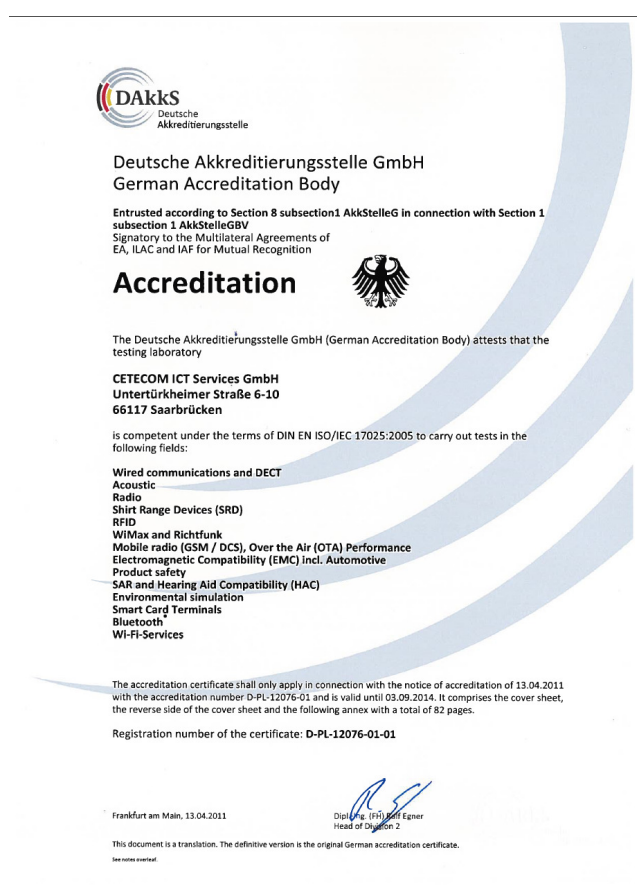 DAkkS
Deutsche
Akkreditierungsstelle
Deutsche Akkreditierungsstelle GmbH
German Accreditation Body
Entrusted according to Section 8 subsection1 AkkStelleG in connection with Section 1
subsection 1 AkkStelleGBV
Signatory to the Multilateral Agreements of
EA, ILAC and IAF for Mutual Recognition
Accreditation
The Deutsche Akkreditierungsstelle GmbH (German Accreditation Body) attests that the
testing laboratory
CETECOM ICT Services GmbH
Untertürkheimer Straße 6-10
66117 Saarbrücken
is competent under the terms of DIN EN ISO/IEC 17025:2005 to carry out tests in the
following fields:
Wired communications and DECT
Acoustic
Radio
Shirt Range Devices (SRD)
RFID
WiMax and Richtfunk
Mobile radio (GSM / DCS), Over the Air (OTA) Performance
Electromagnetic Compatibility (EMC) incl. Automotive
Product safety
SAR and Hearing Aid Compatibility (HAC)
Environmental simulation
Smart Card Terminals
Bluetooth
Wi-Fi-Services
The accreditation certificate shall only apply in connection with the notice of accreditation of 13.04.2011
with the accreditation number D-PL-12076-01 and is valid until 03.09.2014. It comprises the cover sheet,
the reverse side of the cover sheet and the following annex with a total of 82 pages.
Registration number of the certificate: D-PL-12076-01-01
Frankfurt am Main, 13.04.2011
Dipl.-Ing. (FH) Ralf Egner
Head of Division 2
This document is a translation. The definitive version is the original German accreditation certificate.
See notes overleaf.